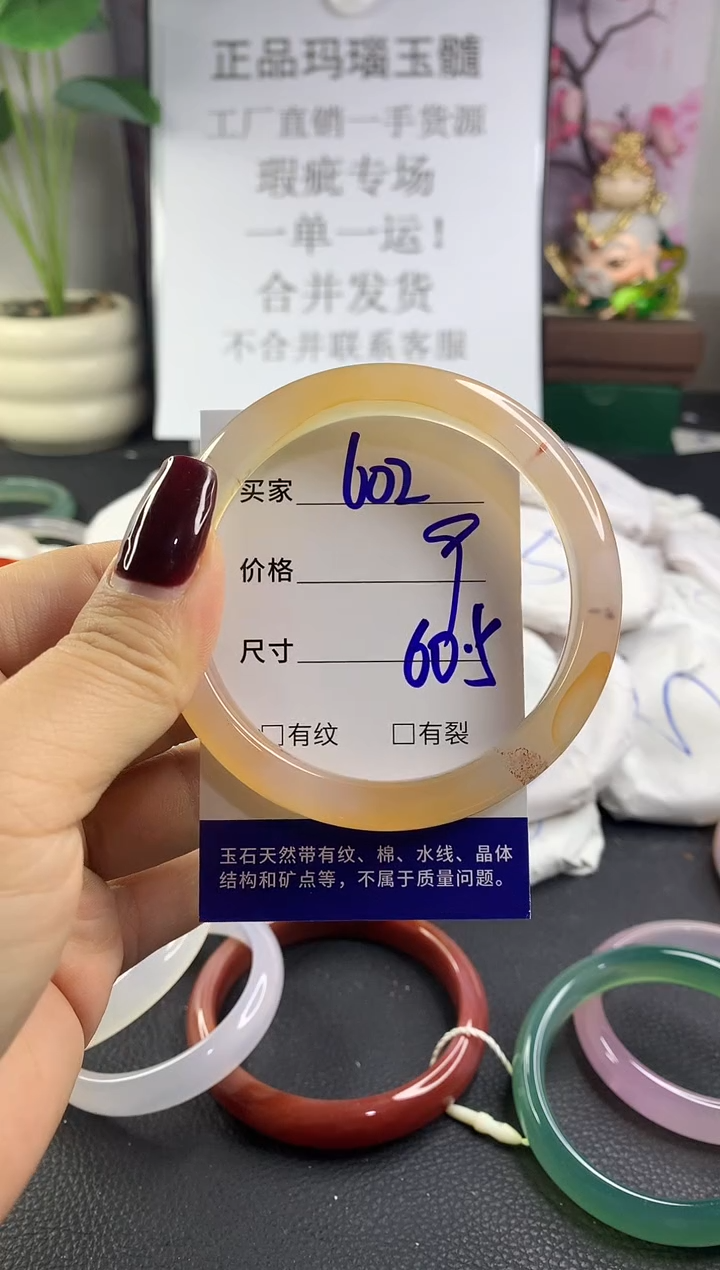 正品玛瑙玉髓
工厂直销一手货源
瑕疵专场
一单一运！
合并发货
不合并联系客服
买家 602
价格 9
尺寸 60.5
□有纹 □有裂
玉石天然带有纹、棉、水线、晶体
结构和矿点等，不属于质量问题。